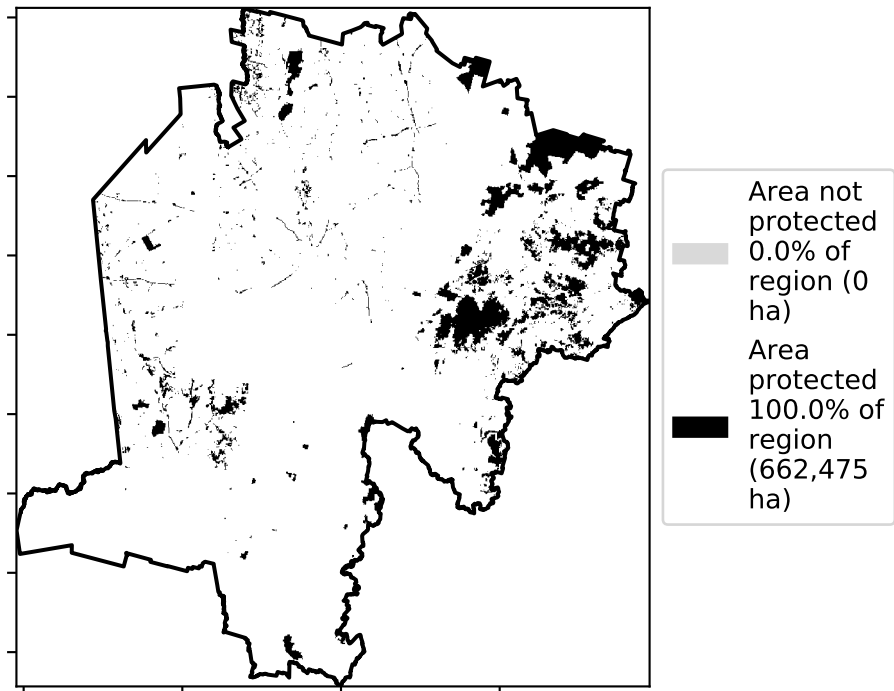 Area not
protected
0.0% of
region (0
ha)
Area
protected
100.0% of
region
(662,475
ha)